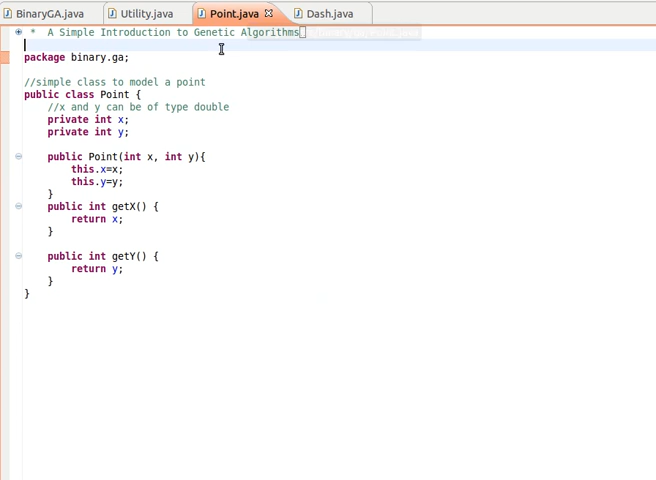 BinaryGA.java Utility.java Point.java Dash.java
* A Simple Introduction to Genetic Algorithms
package binary.ga;
//simple class to model a point
public class Point {
//x and y can be of type double
private int x;
private int y;
public Point(int x, int y){
this.x=x;
this.y=y;
}
public int getX() {
return x;
}
public int getY() {
return y;
}
}